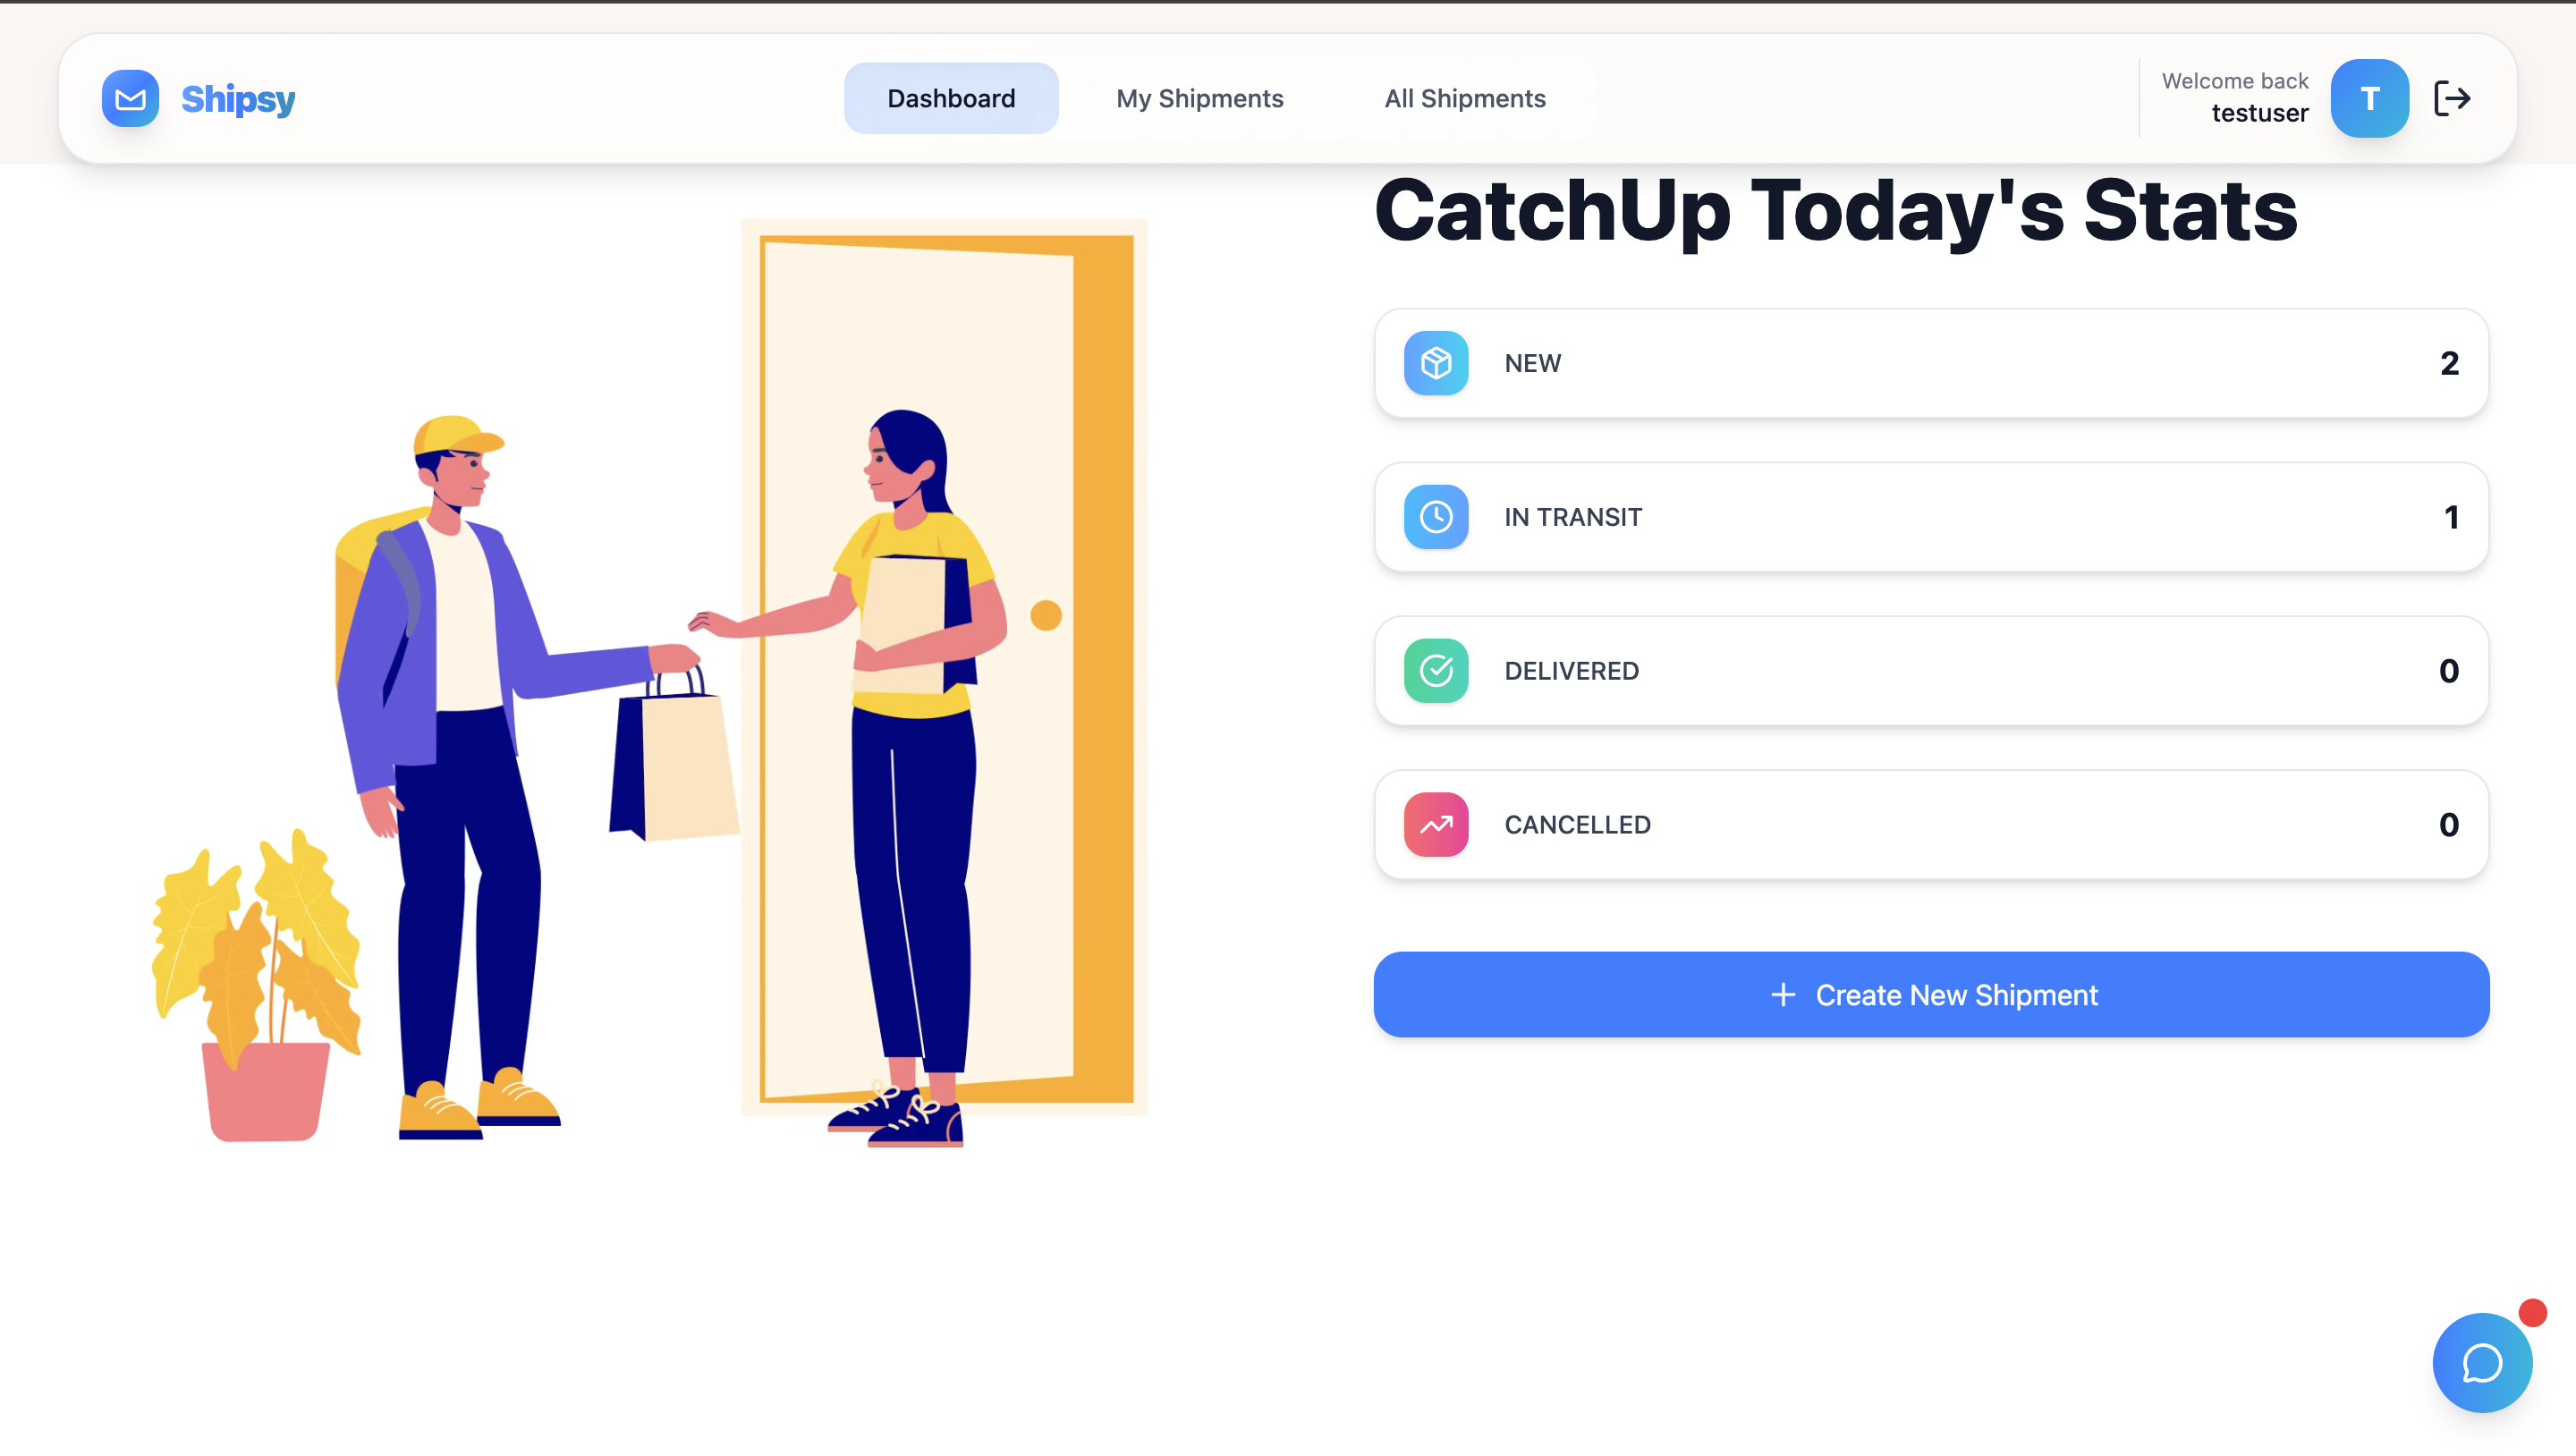 Shipsy
Dashboard
My Shipments
All Shipments
Welcome back
testuser
T
CatchUp Today's Stats
NEW
2
IN TRANSIT
1
DELIVERED
0
CANCELLED
0
Create New Shipment